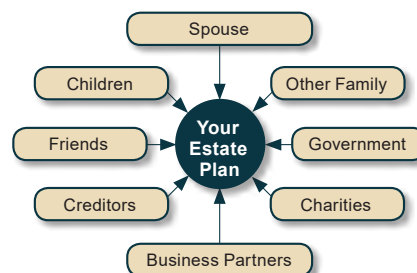 Spouse
Children
Other Family
Your
Estate
Plan
Friends
Government
Creditors
Charities
Business Partners